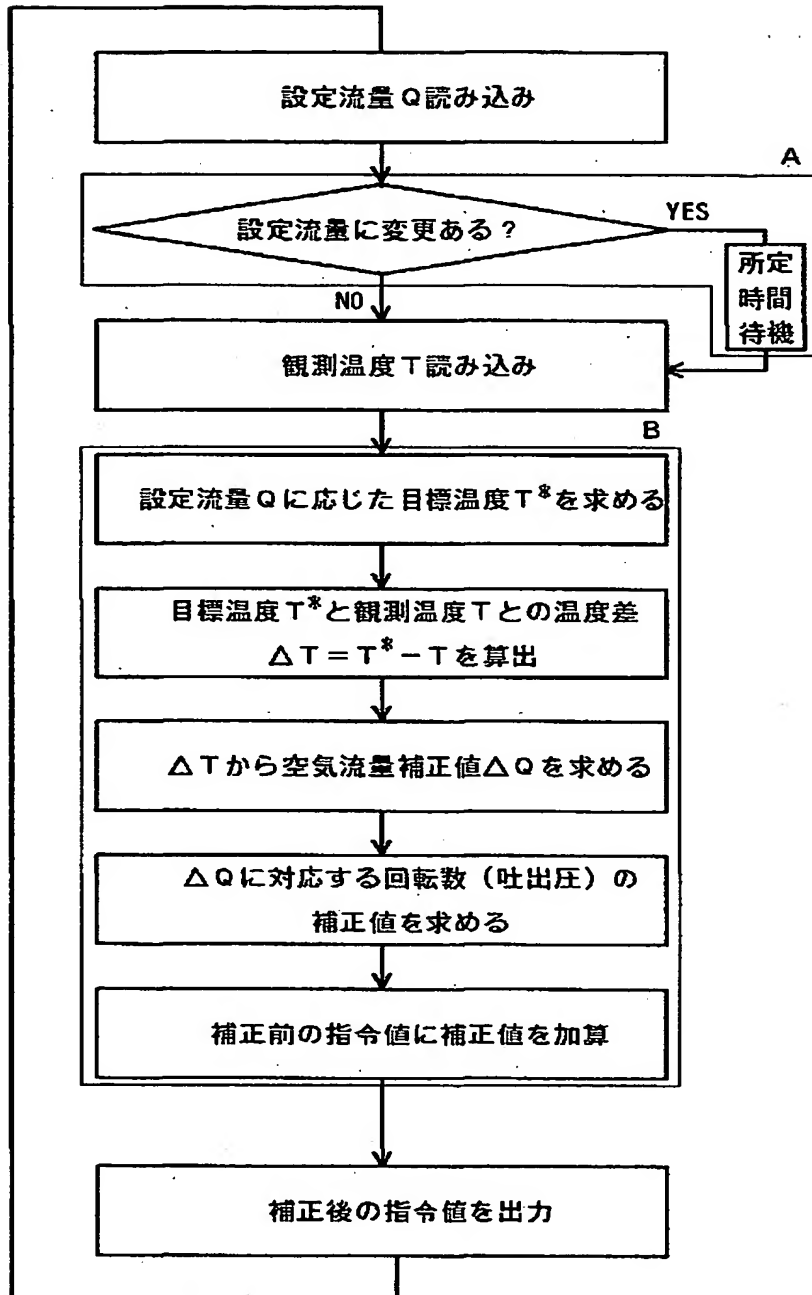 設定流量Q読み込み
A
設定流量に変更ある?
YES
所定
時間
待機
NO
観測温度T読み込み
B
設定流量Qに応じた目標温度T*を求める
目標温度T*と観測温度Tとの温度差
△T=T*-Tを算出
△Tから空気流量補正値△Qを求める
△Qに対応する回転数(吐出圧)の
補正値を求める
補正前の指令値に補正値を加算
補正後の指令値を出力